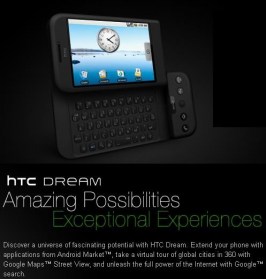 hTC DREAM
Amazing Possibilities
Exceptional Experiences
Discover a universe of fascinating potential with HTC Dream. Extend your phone with
applications from Android Market™, take a virtual tour of global cities in 360 with
Google Maps™ Street View, and unleash the full power of the Internet with Google™
search.